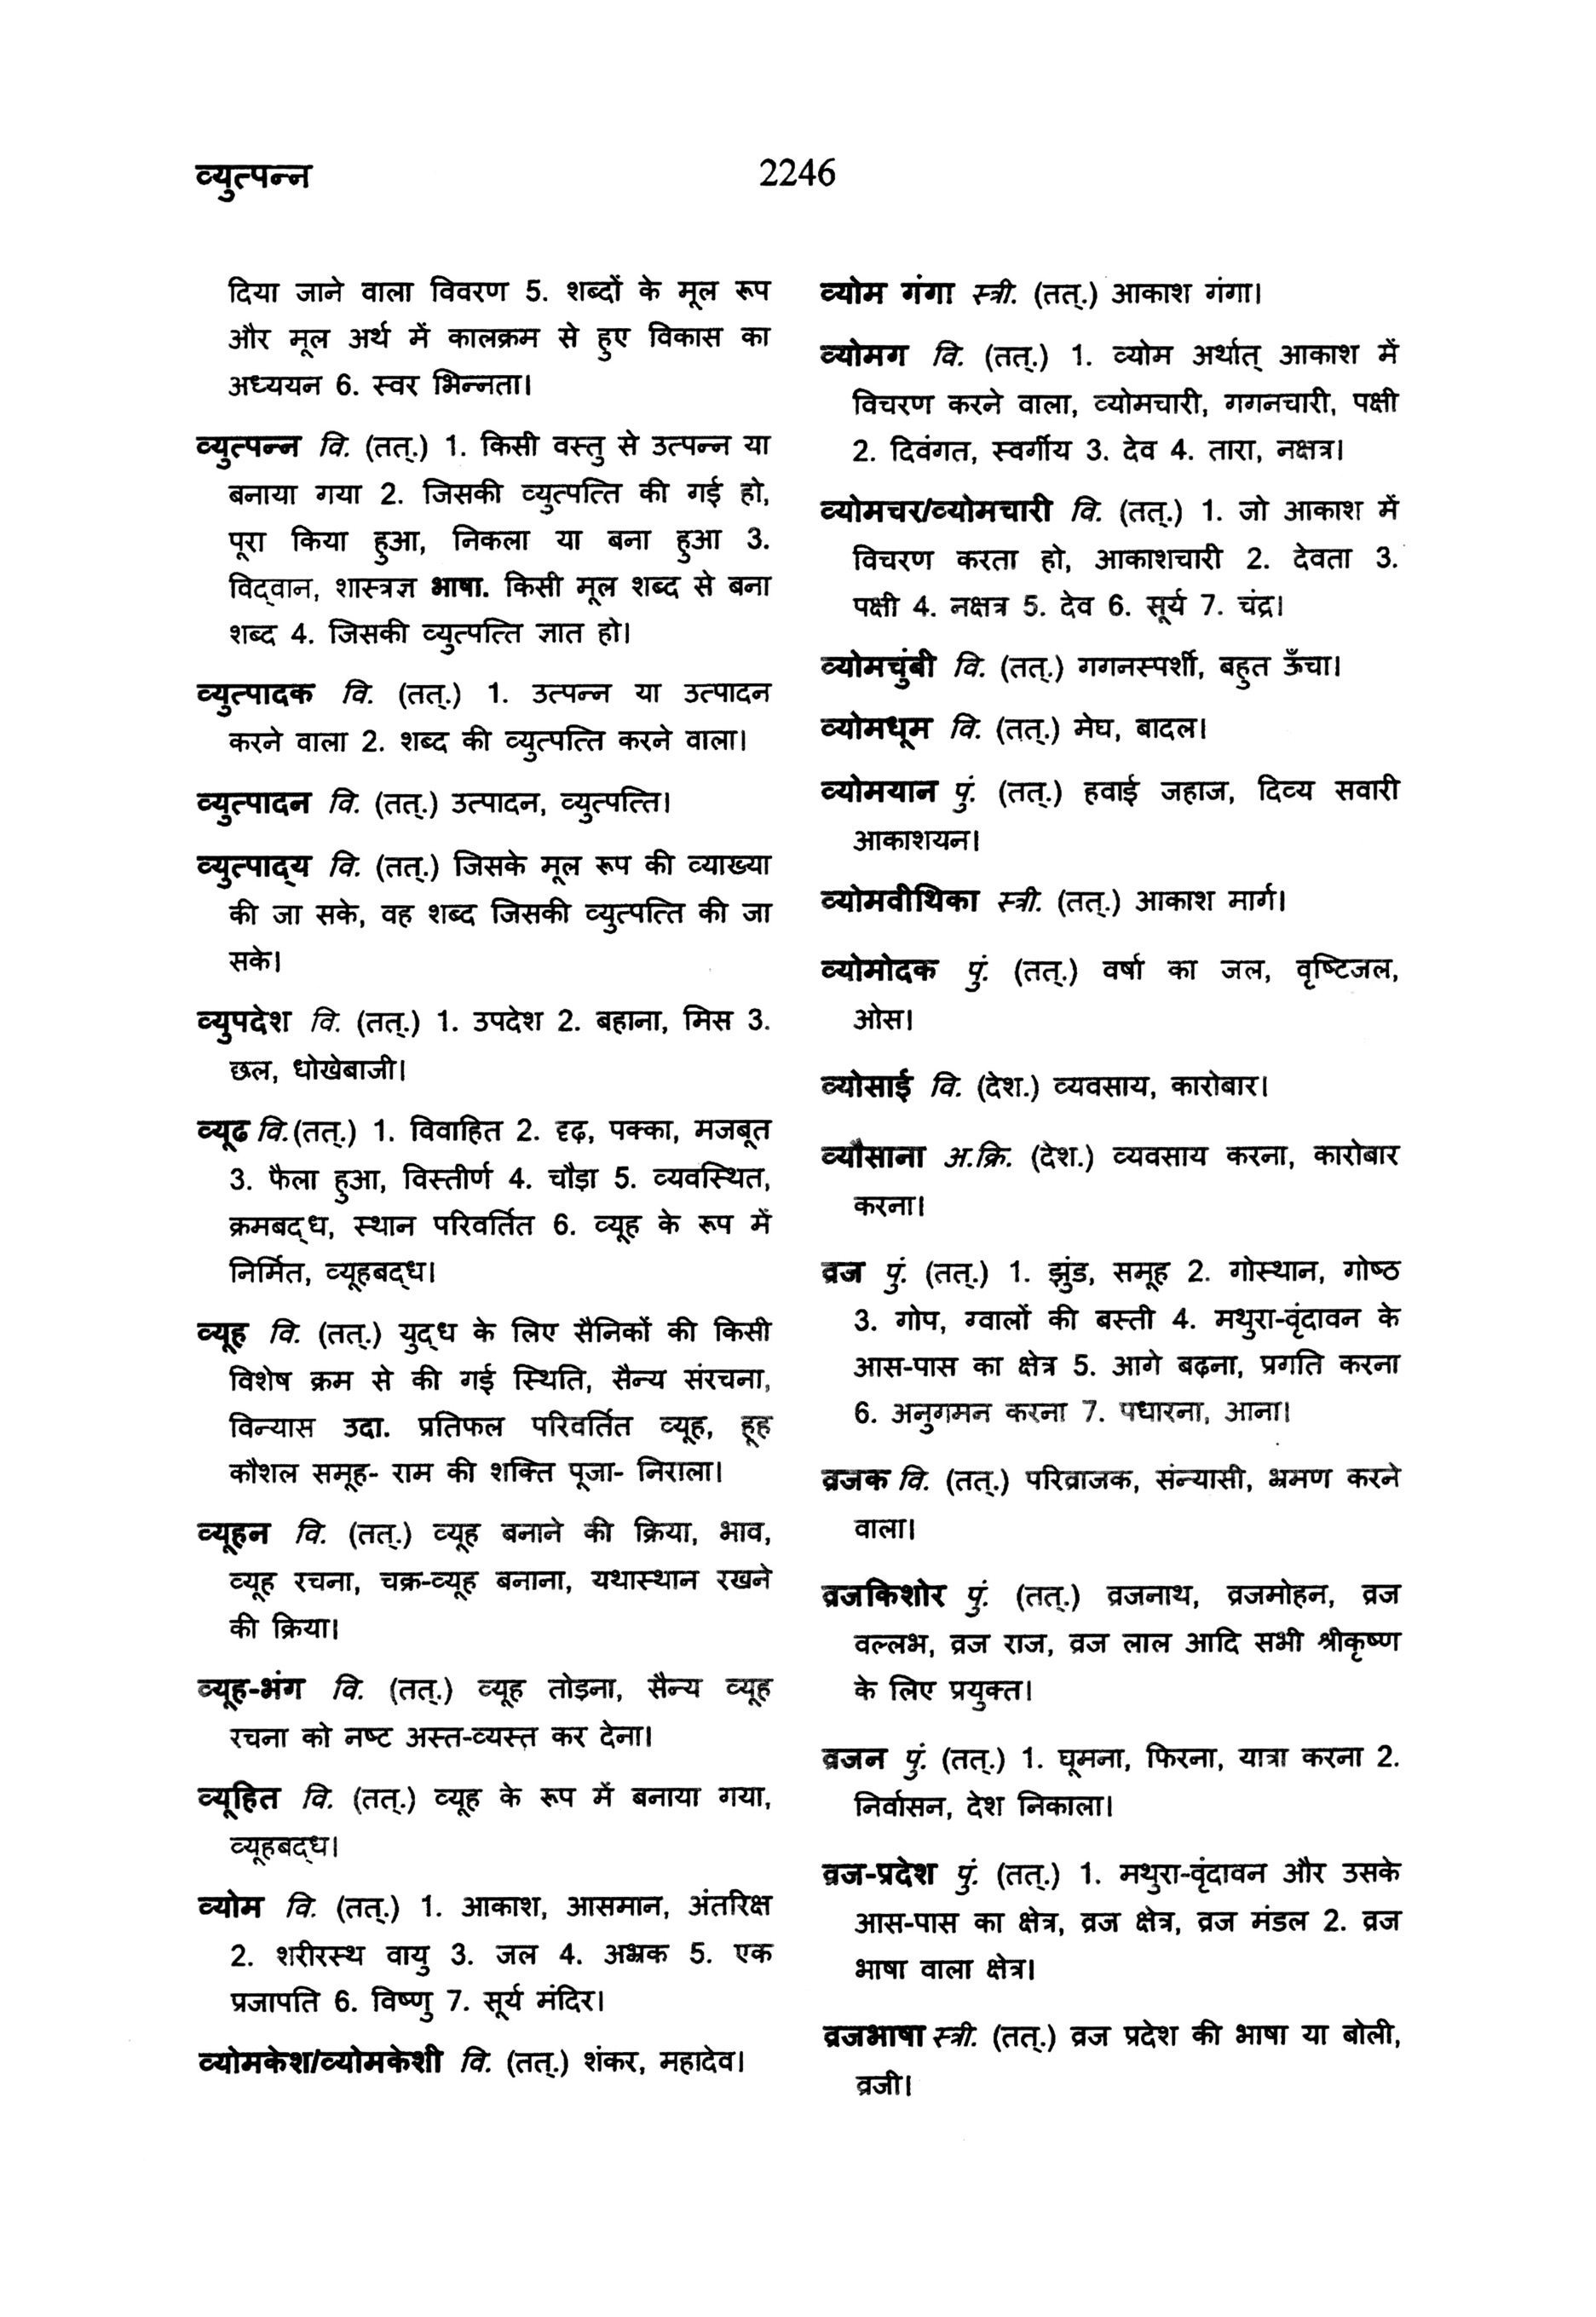 व्युत्पन्न
2246
दिया जाने वाला विवरण 5. शब्दों के मूल रूप
और मूल अर्थ में कालक्रम से हुए विकास का
अध्ययन 6. स्वर भिन्नता।
व्युत्पन्न वि. (तत्.) 1. किसी वस्तु से उत्पन्न या
बनाया गया 2. जिसकी व्युत्पत्ति की गई हो,
पूरा किया हुआ, निकला या बना हुआ 3.
विद्वान, शास्त्रज्ञ भाषा. किसी मूल शब्द से बना
शब्द 4. जिसकी व्युत्पत्ति ज्ञात हो।
व्युत्पादक वि. (तत्.) 1. उत्पन्न या उत्पादन
करने वाला 2. शब्द की व्युत्पत्ति करने वाला।
व्युत्पादन वि. (तत्.) उत्पादन, व्युत्पत्ति।
व्युत्पाद्‌य वि. (तत्.) जिसके मूल रूप की व्याख्या
की जा सके, वह शब्द जिसकी व्युत्पत्ति की जा
सके।
व्युपदेश वि. (तत्.) 1. उपदेश 2. बहाना, मिस 3.
छल, धोखेबाजी।
व्यूढ वि.(तत्.) 1. विवाहित 2. दृढ़, पक्का, मजबूत
3. फैला हुआ, विस्तीर्ण 4. चौड़ा 5. व्यवस्थित,
क्रमबद्‌ध, स्थान परिवर्तित 6. व्यूह के रूप में
निर्मित, व्यूहबद्‌ध।
व्यूह वि. (तत्.) युद्‌ध के लिए सैनिकों की किसी
विशेष क्रम से की गई स्थिति, सैन्य संरचना,
विन्यास उदा. प्रतिफल परिवर्तित व्यूह, हूह
कौशल समूह- राम की शक्ति पूजा- निराला।
व्यूहन वि. (तत्.) व्यूह बनाने की क्रिया, भाव,
व्यूह रचना, चक्र-व्यूह बनाना, यथास्थान रखने
की क्रिया।
व्यूह-भंग वि. (तत्.) व्यूह तोड़ना, सैन्य व्यूह
रचना को नष्ट अस्त-व्यस्त कर देना।
व्यूहित वि. (तत्.) व्यूह के रूप में बनाया गया,
व्यूहबद्‌ध।
व्योम वि. (तत्.) 1. आकाश, आसमान, अंतरिक्ष
2. शरीरस्थ वायु 3. जल 4. अभ्रक 5. एक
प्रजापति 6. विष्णु 7. सूर्य मंदिर।
व्योमकेश/व्योमकेशी वि. (तत्.) शंकर, महादेव।
व्योम गंगा स्त्री. (तत्.) आकाश गंगा।
व्योमग वि. (तत्.) 1. व्योम अर्थात् आकाश में
विचरण करने वाला, व्योमचारी, गगनचारी, पक्षी
2. दिवंगत, स्वर्गीय 3. देव 4. तारा, नक्षत्र।
व्योमचर/व्योमचारी वि. (तत्.) 1. जो आकाश में
विचरण करता हो, आकाशचारी 2. देवता 3.
पक्षी 4. नक्षत्र 5. देव 6. सूर्य 7. चंद्र।
व्योमचुंबी वि. (तत्.) गगनस्पर्शी, बहुत ऊँचा।
व्योमधूम वि. (तत्.) मेघ, बादल।
व्योमयान पुं. (तत्.) हवाई जहाज, दिव्य सवारी
आकाशयन।
व्योमवीथिका स्त्री. (तत्.) आकाश मार्ग।
व्योमोदक पुं. (तत्.) वर्षा का जल, वृष्टिजल,
ओस।
व्योसाई वि. (देश.) व्यवसाय, कारोबार।
व्यौसाना अ.क्रि. (देश.) व्यवसाय करना, कारोबार
करना।
व्रज पुं. (तत्.) 1. झुंड, समूह 2. गोस्थान, गोष्ठ
3. गोप, ग्वालों की बस्ती 4. मथुरा-वृंदावन के
आस-पास का क्षेत्र 5. आगे बढ़ना, प्रगति करना
6. अनुगमन करना 7. पधारना, आना।
व्रजक वि. (तत्.) परिव्राजक, संन्यासी, भ्रमण करने
वाला।
व्रजकिशोर पुं. (तत्.) व्रजनाथ, व्रजमोहन, व्रज
वल्लभ, व्रज राज, व्रज लाल आदि सभी श्रीकृष्ण
के लिए प्रयुक्त।
व्रजन पुं. (तत्.) 1. घूमना, फिरना, यात्रा करना 2.
निर्वासन, देश निकाला।
व्रज-प्रदेश पुं. (तत्.) 1. मथुरा-वृंदावन और उसके
आस-पास का क्षेत्र, व्रज क्षेत्र, व्रज मंडल 2. व्रज
भाषा वाला क्षेत्र।
व्रजभाषा स्त्री. (तत्.) व्रज प्रदेश की भाषा या बोली,
व्रजी।